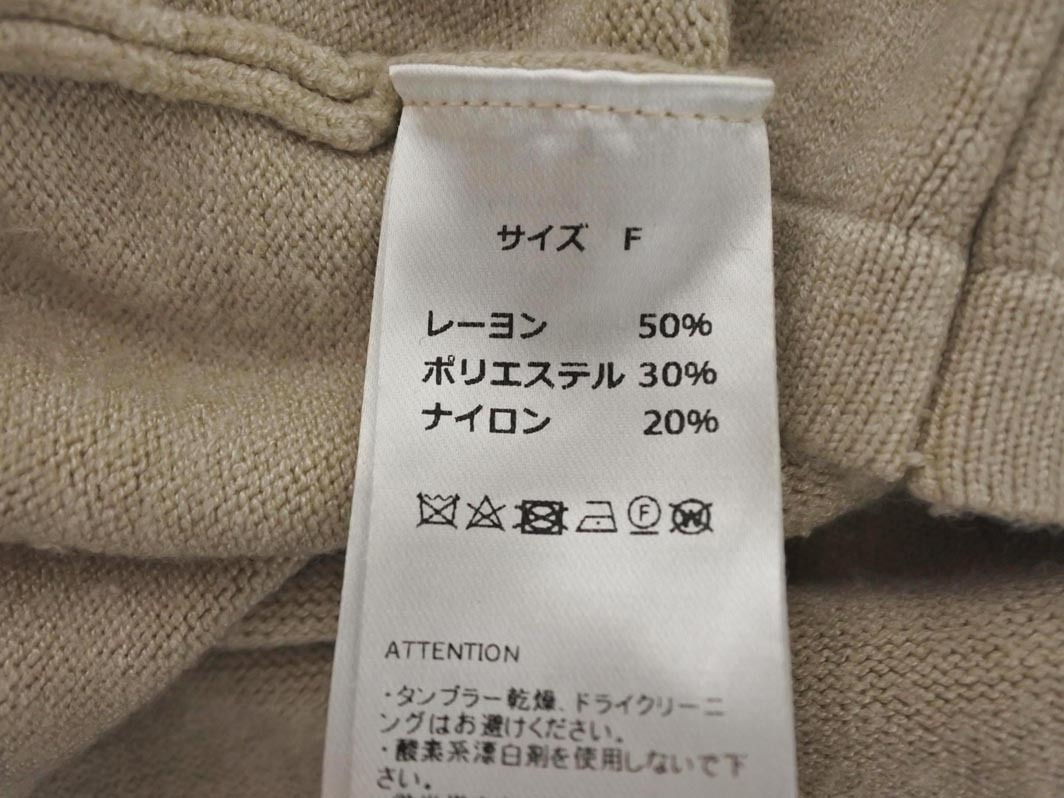 サイズ F
レーヨン 50%
ポリエステル 30%
ナイロン 20%
F
W
ATTENTION
・タンブラー乾燥、ドライクリーニ
ングはお避けください。
・酸素系漂白剤を使用しないで下
さい。